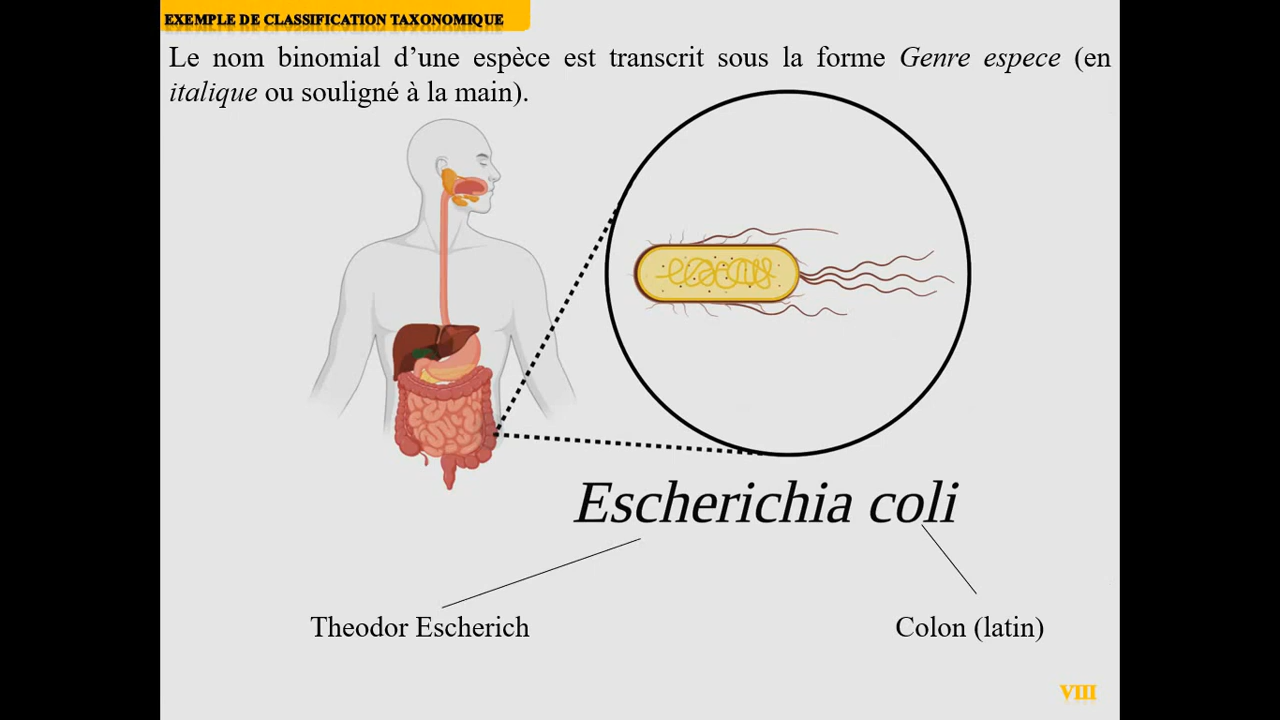 EXEMPLE DE CLASSIFICATION TAXONOMIQUE
Le nom binomial d’une espèce est transcrit sous la forme Genre espece (en
italique ou souligné à la main).
Escherichia coli
Theodor Escherich
Colon (latin)
VIII